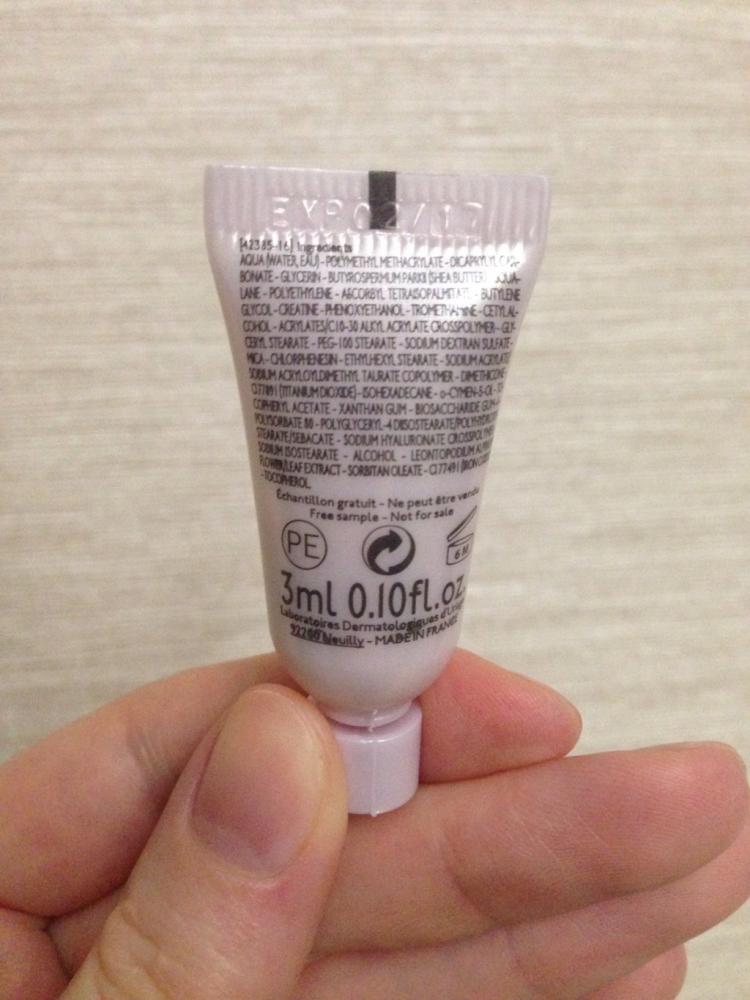 EXP02/17
[42385-16] Ingredients
AQUA (WATER, EAU) - POLYMETHYL METHACRYLATE - DICAPRYLYL CAR-
BONATE - GLYCERIN - BUTYROSPERMUM PARKII (SHEA BUTTER) - SQUA-
LANE - POLYETHYLENE - ASCORBYL TETRAISOPALMITATE - BUTYLENE
GLYCOL - CREATINE - PHENOXYETHANOL - TROMETHAMINE - CETYL AL-
COHOL - ACRYLATES/C10-30 ALKYL ACRYLATE CROSSPOLYMER - GLY-
CERYL STEARATE - PEG-100 STEARATE - SODIUM DEXTRAN SULFATE -
MICA - CHLORPHENESIN - ETHYLHEXYL STEARATE - SODIUM ACRYLATE/
SODIUM ACRYLOYLDIMETHYL TAURATE COPOLYMER - DIMETHICONE
CI 77891 (TITANIUM DIOXIDE) - ISOHEXADECANE - o-CYMEN-5-OL - TO-
COPHERYL ACETATE - XANTHAN GUM - BIOSACCHARIDE GUM
POLYSORBATE 80 - POLYGLYCERYL-4 DIISOSTEARATE/POLYHYDROXY
STEARATE/SEBACATE - SODIUM HYALURONATE CROSSPOLYMER
SODIUM ISOSTEARATE - ALCOHOL - LEONTOPODIUM ALPINUM
FLOWER/LEAF EXTRACT - SORBITAN OLEATE - CI 77491 (IRON OXIDES)
- TOCOPHEROL.
Échantillon gratuit - Ne peut être vendu
Free sample - Not for sale
PE
6 M
3ml 0.10fl.oz.
Laboratoires Dermatologiques d'Uriage
92200 Neuilly - MADE IN FRANCE